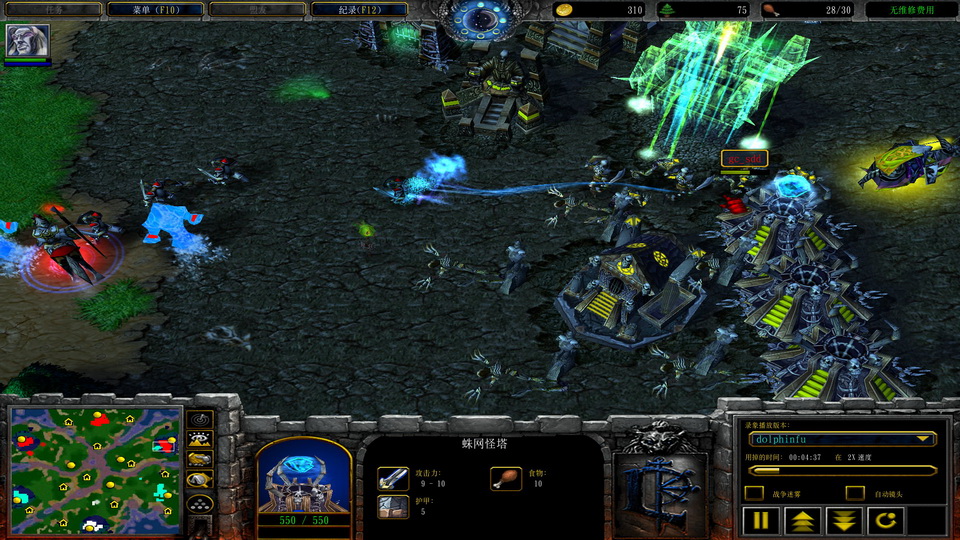 任务
菜单 (F10)
盟友
纪录(F12)
310
75
28/30
无维修费用
gc_sdd
蛛网怪塔
攻击力:
9 - 10
食物:
10
护甲:
5
550 / 550
录象播放版本:
dolphinfu
用掉的时间: 00:04:37 在 2X 速度
战争迷雾
自动镜头